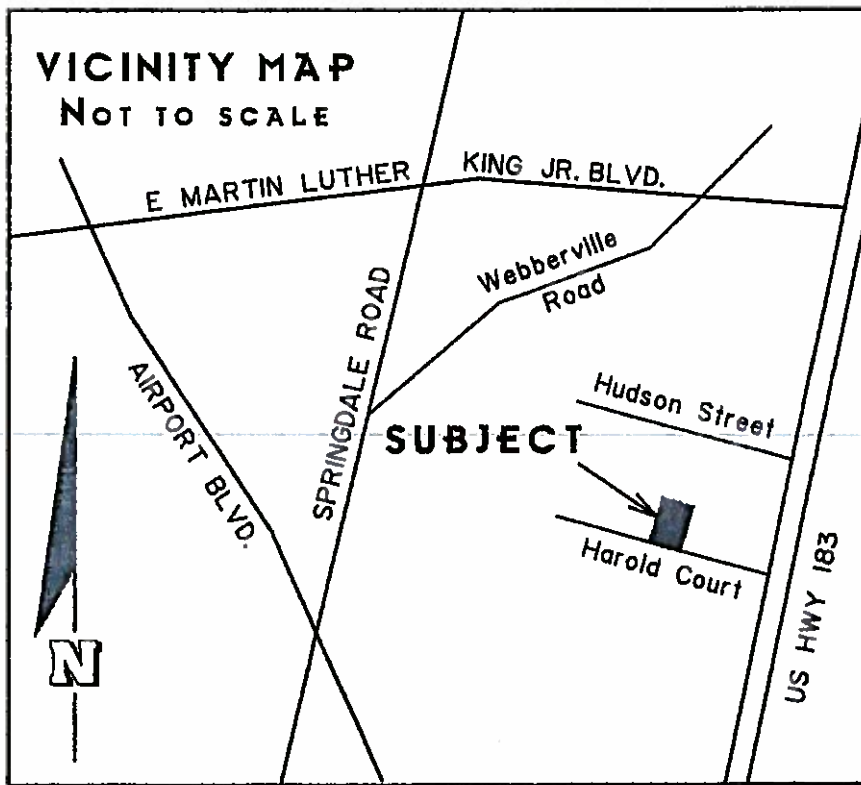 VICINITY MAP
NOT TO SCALE
E MARTIN LUTHER KING JR. BLVD.
Webberville
Road
SPRINGDALE ROAD
AIRPORT BLVD.
SUBJECT
Hudson Street
Harold Court
US HWY 183
N